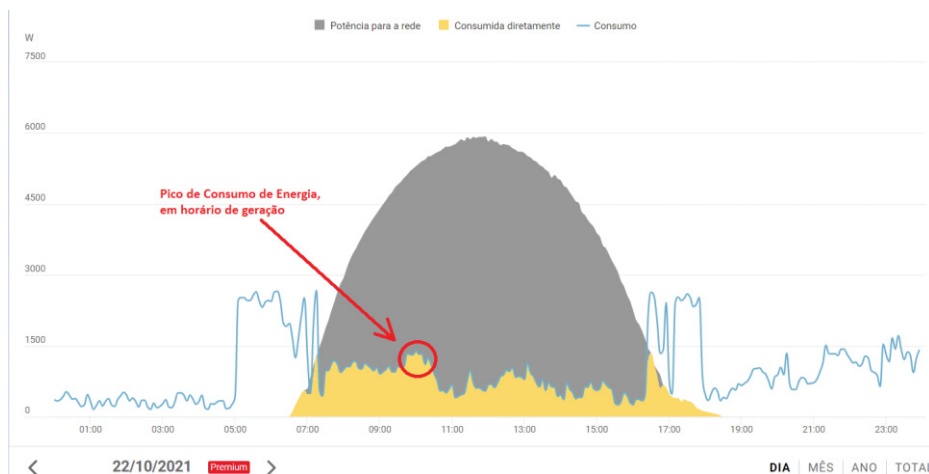 Potência para a rede Consumida diretamente Consumo
W
7500
6000
Pico de Consumo de Energia,
em horário de geração
4500
3000
1500
0
01:00 03:00 05:00 07:00 09:00 11:00 13:00 15:00 17:00 19:00 21:00 23:00
22/10/2021 Premium DIA MÊS ANO TOTAL